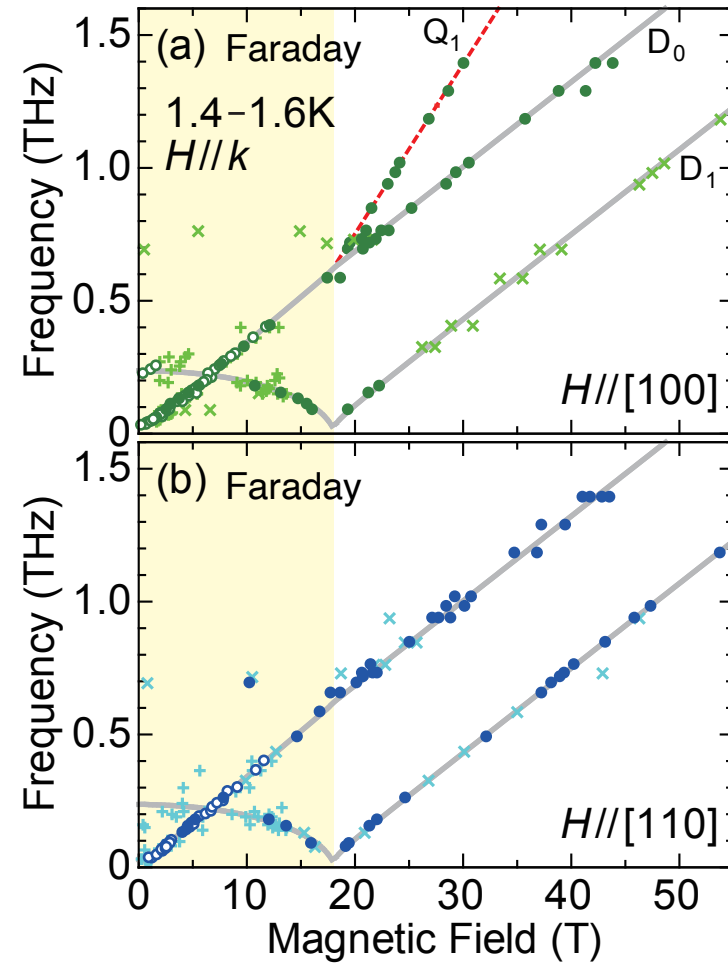 (a) Faraday
1.4−1.6K
H//k
Q1
D0
D1
H//[100]
1.5
1.0
0.5
0
Frequency (THz)
(b) Faraday
H//[110]
1.5
1.0
0.5
0
Frequency (THz)
0 10 20 30 40 50
Magnetic Field (T)